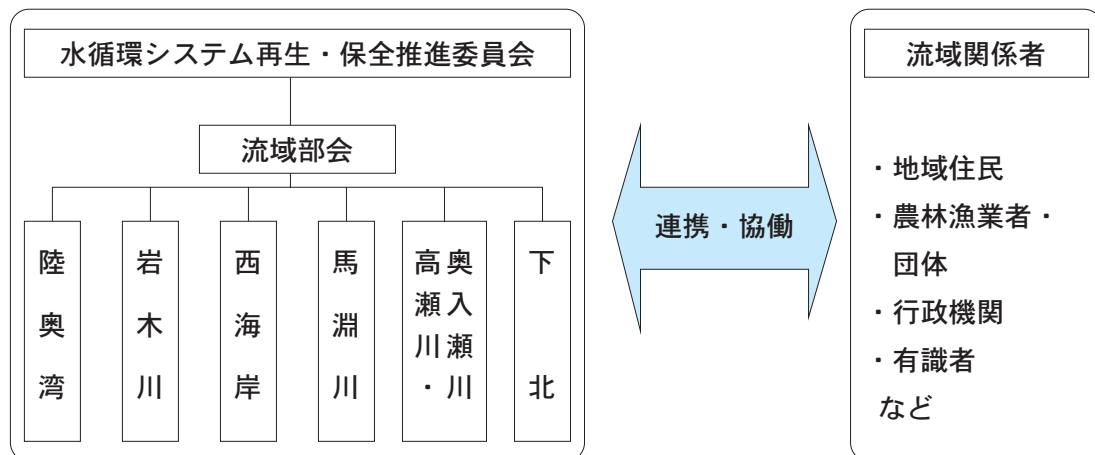 水循環システム再生・保全推進委員会
流域部会
陸奥湾
岩木川
西海岸
馬淵川
高瀬川・
奥入瀬川
下北
連携・協働
流域関係者
・地域住民
・農林漁業者・
団体
・行政機関
・有識者
など